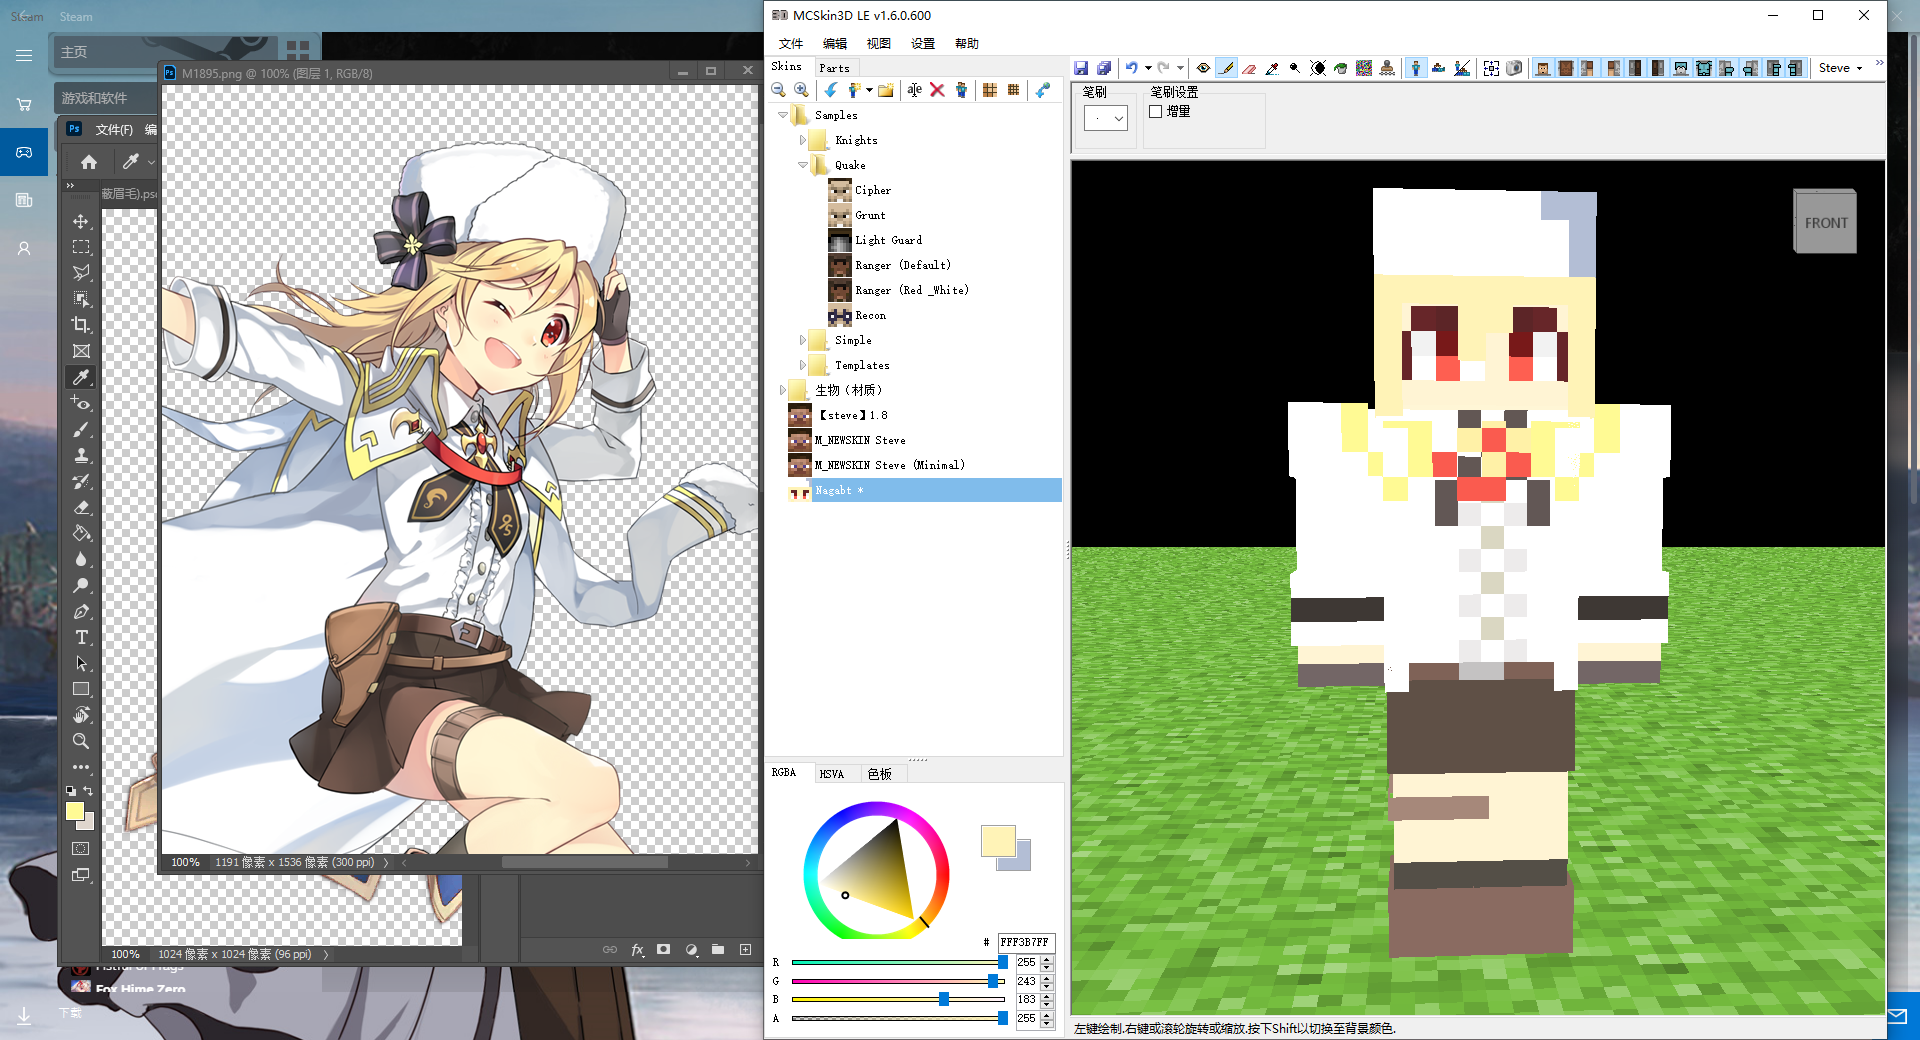 Steam
Steam
主页
游戏和软件
M1895.png @ 100% (图层 1, RGB/8)
Ps
文件(F)
编
蔽眉毛).psd
100%
1191 像素 x 1536 像素 (300 ppi)
100%
1024 像素 x 1024 像素 (96 ppi)
fx
Fistful of Frags
Fox Hime Zero
下载
MCSkin3D LE v1.6.0.600
文件
编辑
视图
设置
帮助
Skins
Parts
Samples
Knights
Quake
Cipher
Grunt
Light Guard
Ranger (Default)
Ranger (Red _White)
Recon
Simple
Templates
生物（材质）
【steve】1.8
M_NEWSKIN Steve
M_NEWSKIN Steve (Minimal)
Nagabt *
RGBA
HSVA
色板
# FFF3B7FF
R 255
G 243
B 183
A 255
Steve
笔刷
笔刷设置
增量
FRONT
左键绘制.右键或滚轮旋转或缩放.按下Shift以切换至背景颜色.